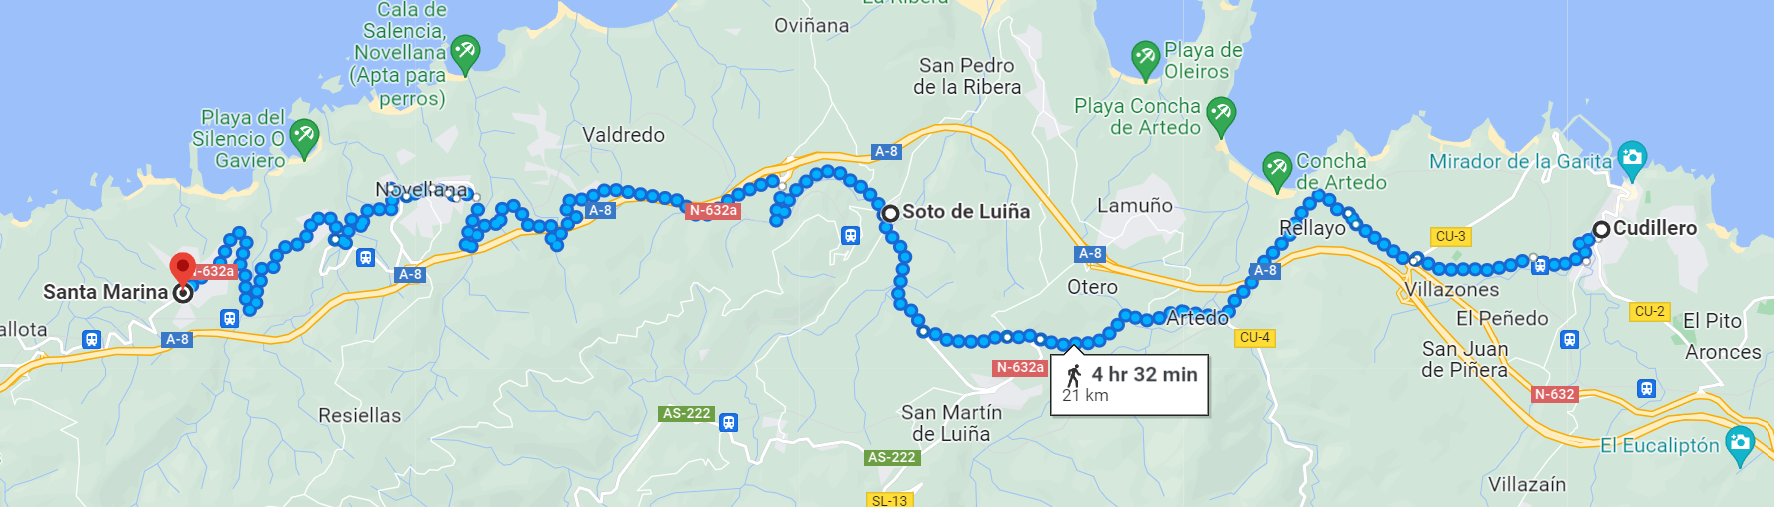 Cala de
Salencia,
Novellana
(Apta para
perros)
Oviñana
La Ribera
San Pedro
de la Ribera
Playa de
Oleiros
Playa Concha
de Artedo
Playa del
Silencio O
Gaviero
Valdredo
A-8
Concha
de Artedo
Mirador de la Garita
Novellana
A-8
N-632a
Soto de Luiña
Lamuño
Rellayo
CU-3
Cudillero
N-632a
Santa Marina
A-8
A-8
A-8
Otero
Villazones
allota
A-8
Artedo
CU-4
El Peñedo
CU-2
El Pito
Aronces
San Juan
de Piñera
N-632a
4 hr 32 min
21 km
N-632
Resiellas
AS-222
San Martín
de Luiña
El Eucaliptón
AS-222
Villazaín
SL-13